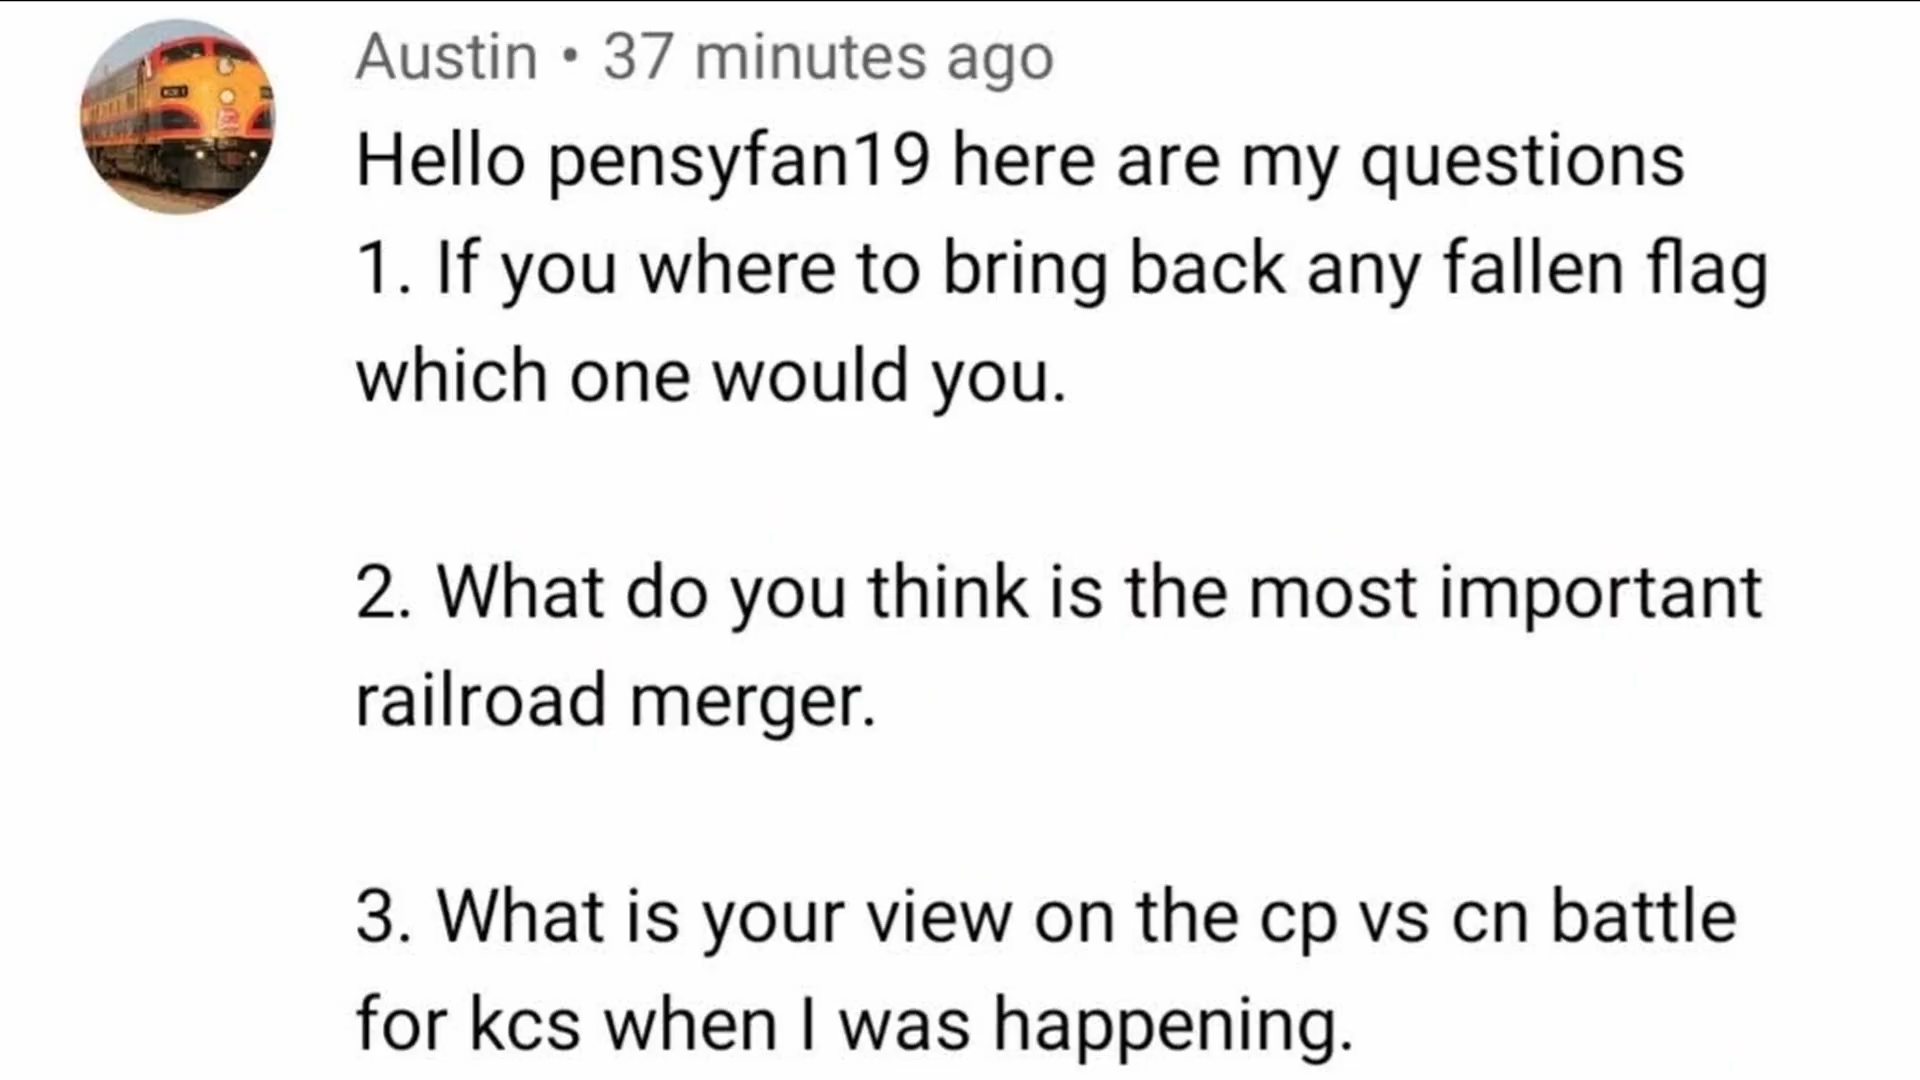 Austin • 37 minutes ago
Hello pensyfan19 here are my questions
1. If you where to bring back any fallen flag
which one would you.
2. What do you think is the most important
railroad merger.
3. What is your view on the cp vs cn battle
for kcs when I was happening.